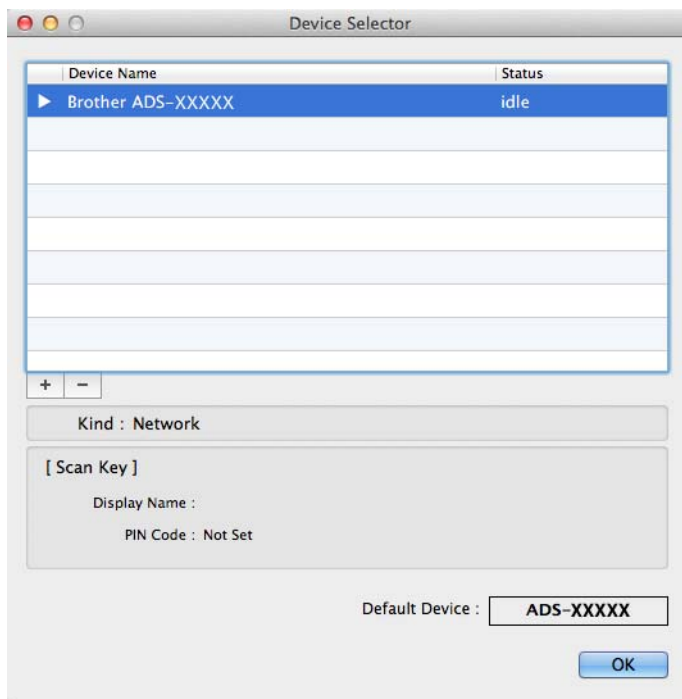 Device Selector
Device Name Status
Brother ADS-XXXXX idle
+ −
Kind : Network
[ Scan Key ]
Display Name :
PIN Code : Not Set
Default Device : ADS-XXXXX
OK